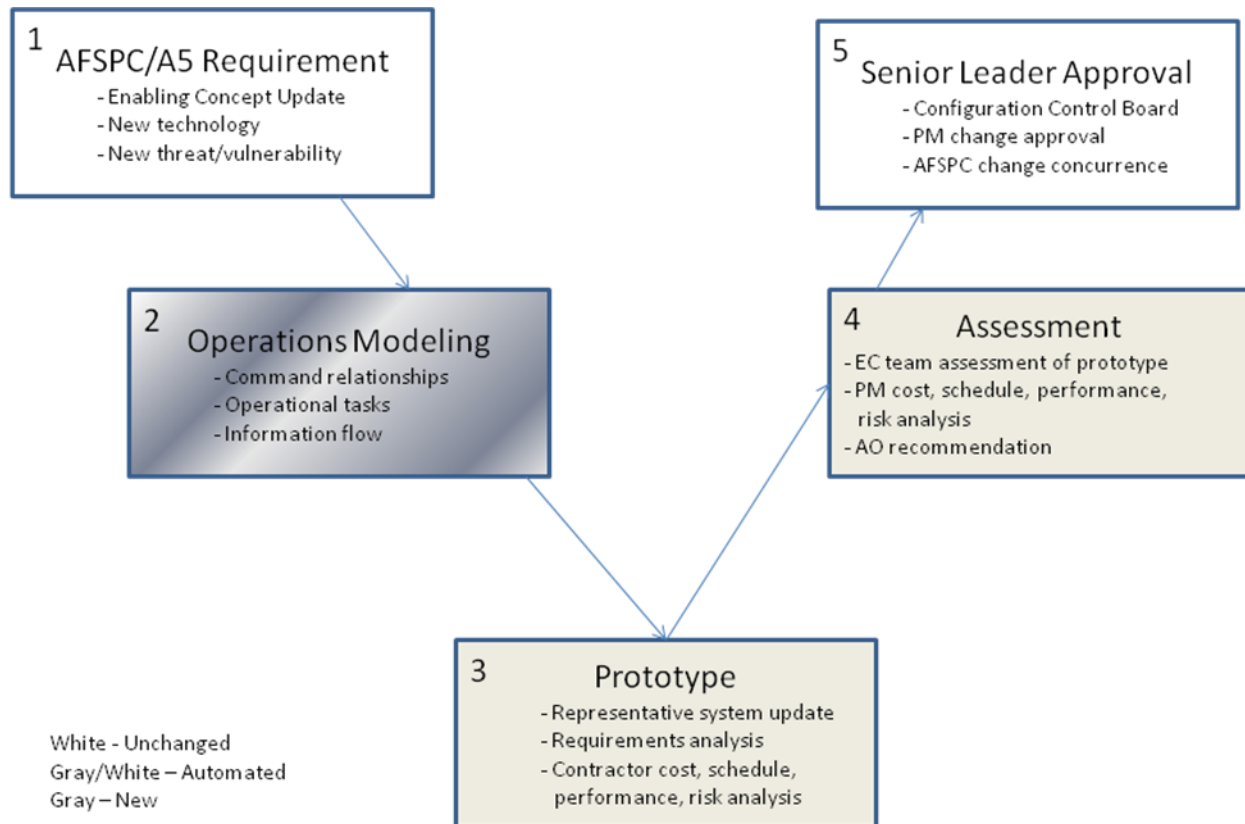 1
AFSPC/A5 Requirement
- Enabling Concept Update
- New technology
- New threat/vulnerability
2
Operations Modeling
- Command relationships
- Operational tasks
- Information flow
3
Prototype
- Representative system update
- Requirements analysis
- Contractor cost, schedule,
performance, risk analysis
4
Assessment
- EC team assessment of prototype
- PM cost, schedule, performance,
risk analysis
- AO recommendation
5
Senior Leader Approval
- Configuration Control Board
- PM change approval
- AFSPC change concurrence
White - Unchanged
Gray/White – Automated
Gray – New